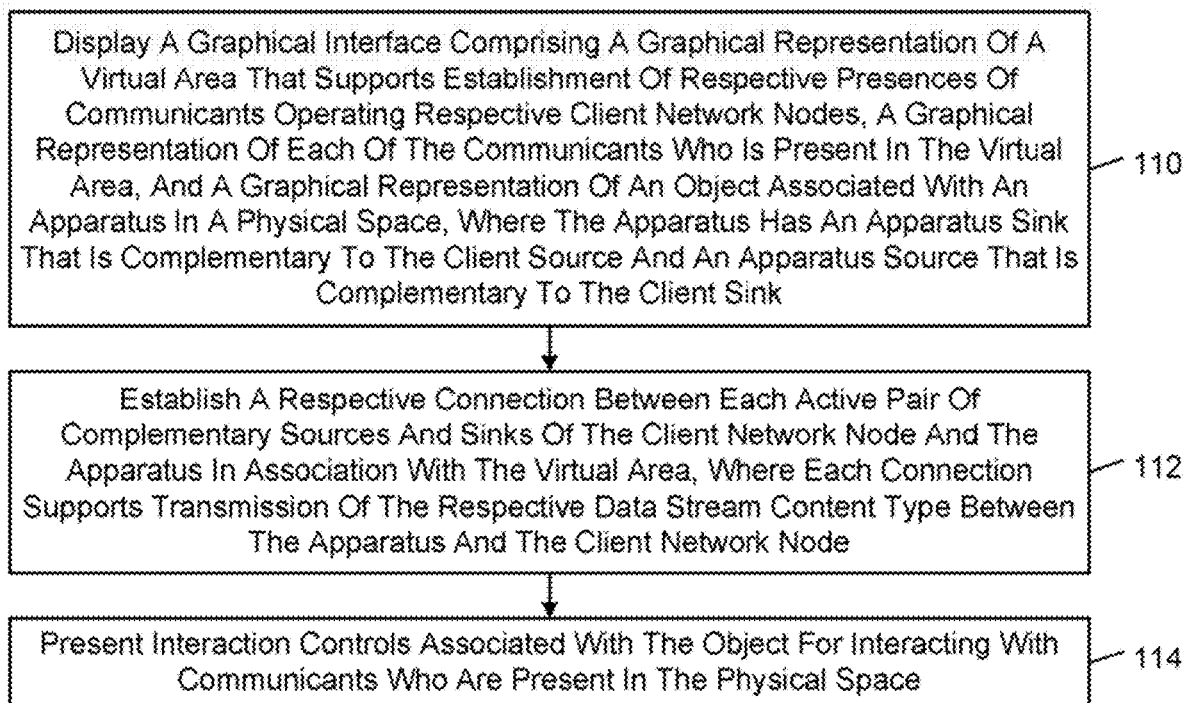 Display A Graphical Interface Comprising A Graphical Representation Of A
Virtual Area That Supports Establishment Of Respective Presences Of
Communicants Operating Respective Client Network Nodes, A Graphical
Representation Of Each Of The Communicants Who Is Present In The Virtual
Area, And A Graphical Representation Of An Object Associated With An
Apparatus In A Physical Space, Where The Apparatus Has An Apparatus Sink
That Is Complementary To The Client Source And An Apparatus Source That Is
Complementary To The Client Sink
110
Establish A Respective Connection Between Each Active Pair Of
Complementary Sources And Sinks Of The Client Network Node And The
Apparatus In Association With The Virtual Area, Where Each Connection
Supports Transmission Of The Respective Data Stream Content Type Between
The Apparatus And The Client Network Node
112
Present Interaction Controls Associated With The Object For Interacting With
Communicants Who Are Present In The Physical Space
114